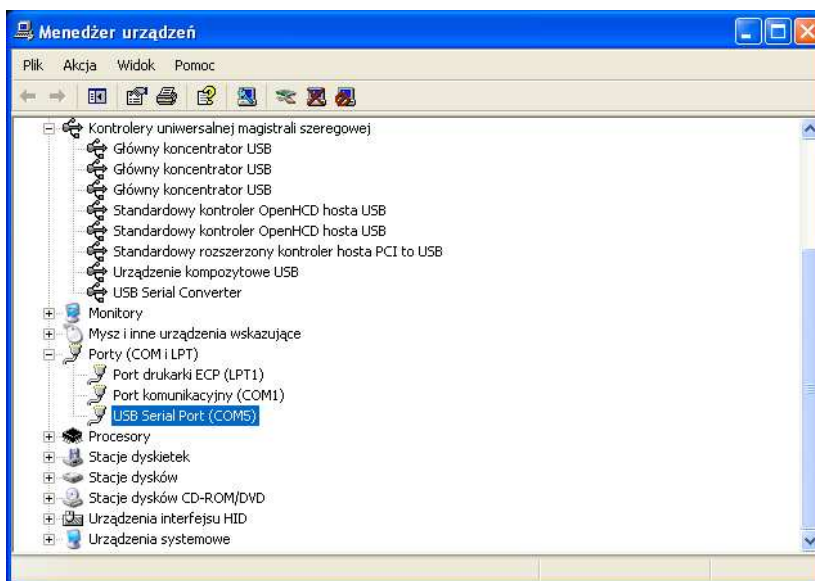 Menedżer urządzeń
Plik Akcja Widok Pomoc
Kontrolery uniwersalnej magistrali szeregowej
Główny koncentrator USB
Główny koncentrator USB
Główny koncentrator USB
Standardowy kontroler OpenHCD hosta USB
Standardowy kontroler OpenHCD hosta USB
Standardowy rozszerzony kontroler hosta PCI to USB
Urządzenie kompozytowe USB
USB Serial Converter
Monitory
Mysz i inne urządzenia wskazujące
Porty (COM i LPT)
Port drukarki ECP (LPT1)
Port komunikacyjny (COM1)
USB Serial Port (COM5)
Procesory
Stacje dyskietek
Stacje dysków
Stacje dysków CD-ROM/DVD
Urządzenia interfejsu HID
Urządzenia systemowe